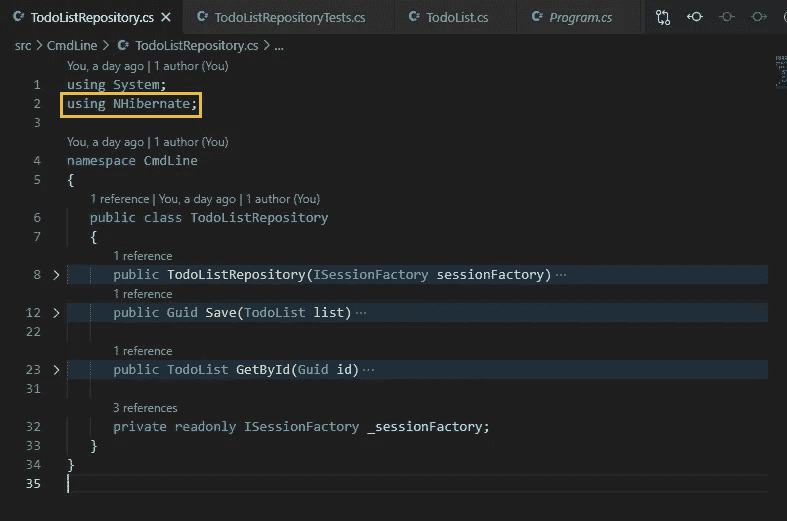 TodoListRepository.cs TodoListRepositoryTests.cs TodoList.cs Program.cs
src > CmdLine > TodoListRepository.cs > ...
You, a day ago | 1 author (You)
1 using System;
2 using NHibernate;
3
You, a day ago | 1 author (You)
4 namespace CmdLine
5 {
1 reference | You, a day ago | 1 author (You)
6 public class TodoListRepository
7 {
1 reference
8 public TodoListRepository(ISessionFactory sessionFactory)···
1 reference
12 public Guid Save(TodoList list)···
22
1 reference
23 public TodoList GetById(Guid id)···
31
3 references
32 private readonly ISessionFactory _sessionFactory;
33 }
34 }
35